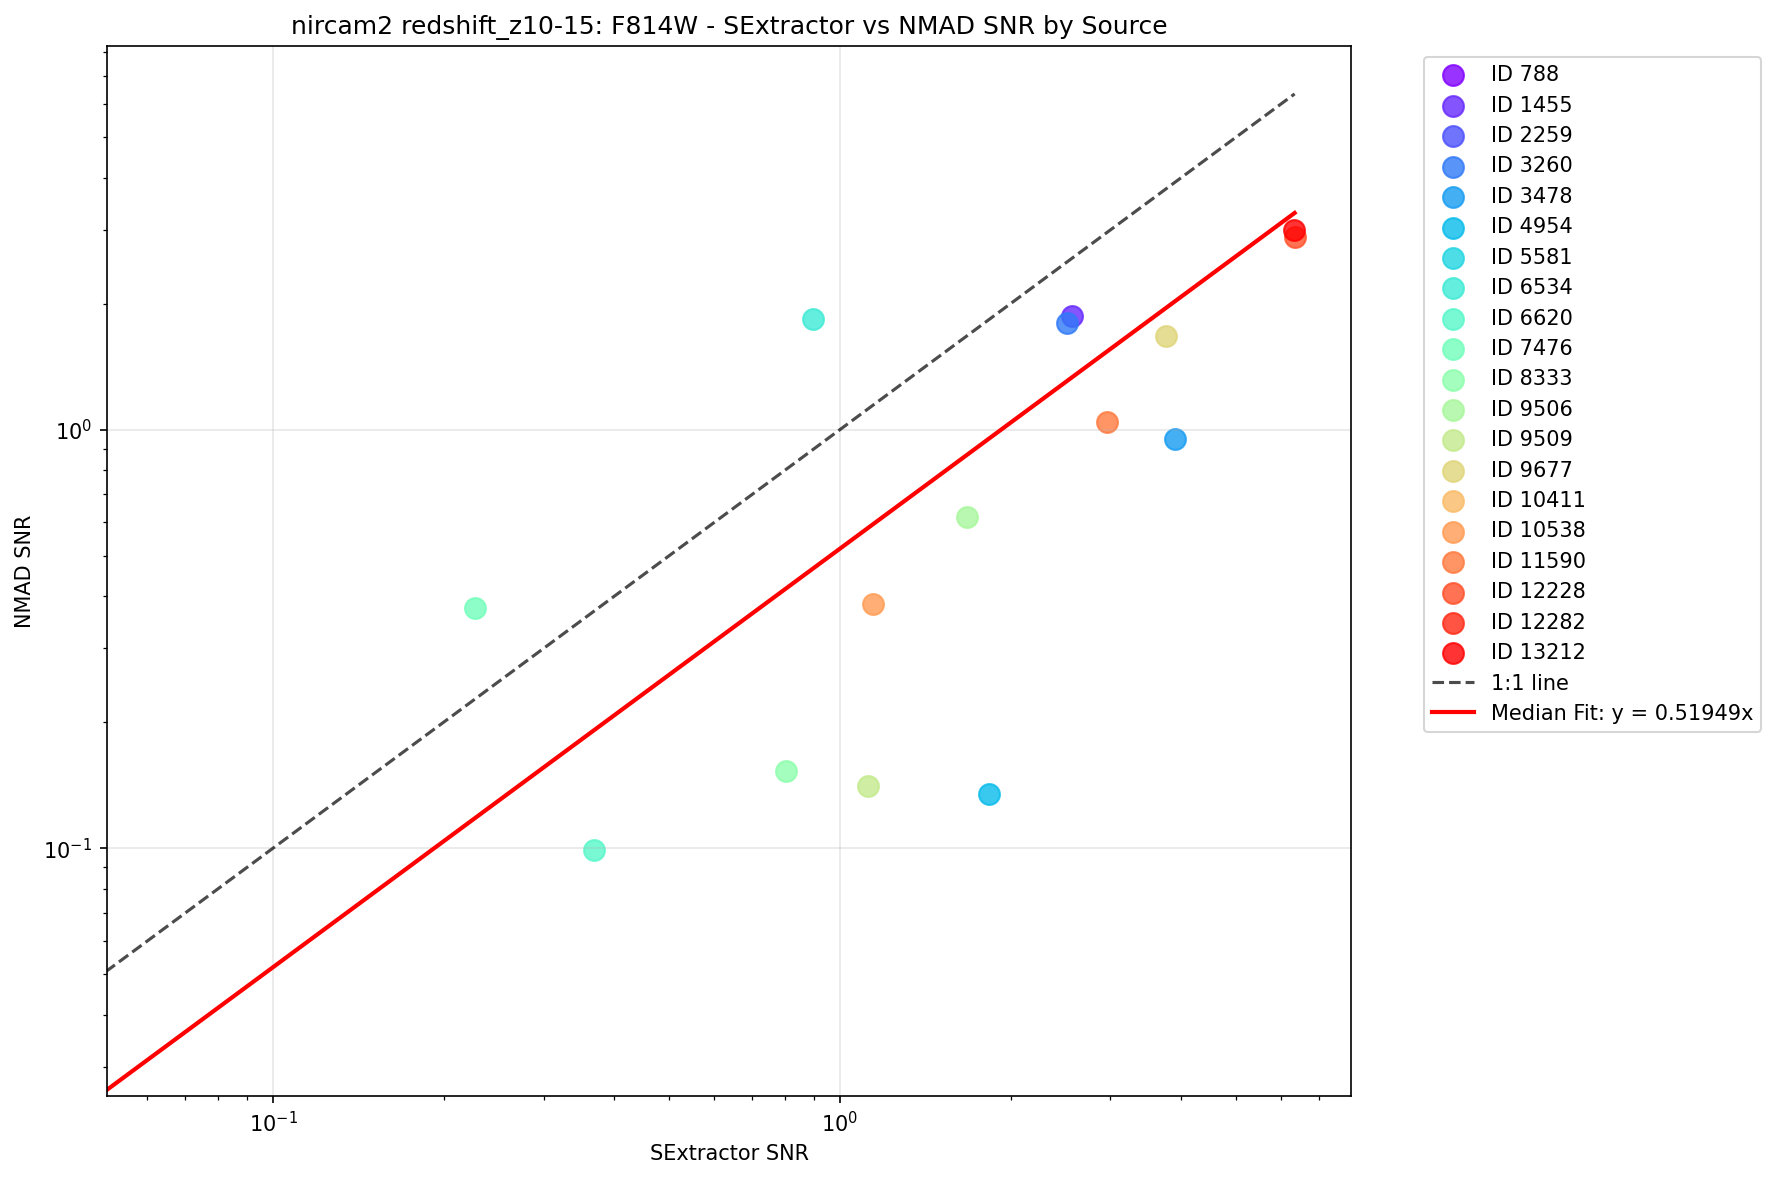 nircam2 redshift_z10-15: F814W - SExtractor vs NMAD SNR by Source
NMAD SNR
10⁰
10⁻¹
10⁻¹
10⁰
SExtractor SNR
ID 788
ID 1455
ID 2259
ID 3260
ID 3478
ID 4954
ID 5581
ID 6534
ID 6620
ID 7476
ID 8333
ID 9506
ID 9509
ID 9677
ID 10411
ID 10538
ID 11590
ID 12228
ID 12282
ID 13212
1:1 line
Median Fit: y = 0.51949x